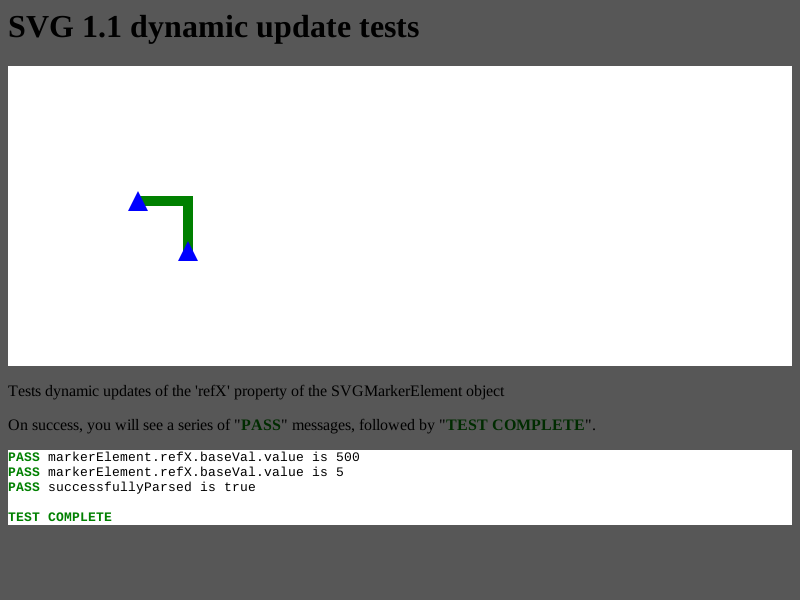 SVG 1.1 dynamic update tests
Tests dynamic updates of the 'refX' property of the SVGMarkerElement object
On success, you will see a series of "PASS" messages, followed by "TEST COMPLETE".
PASS markerElement.refX.baseVal.value is 500
PASS markerElement.refX.baseVal.value is 5
PASS successfullyParsed is true
TEST COMPLETE